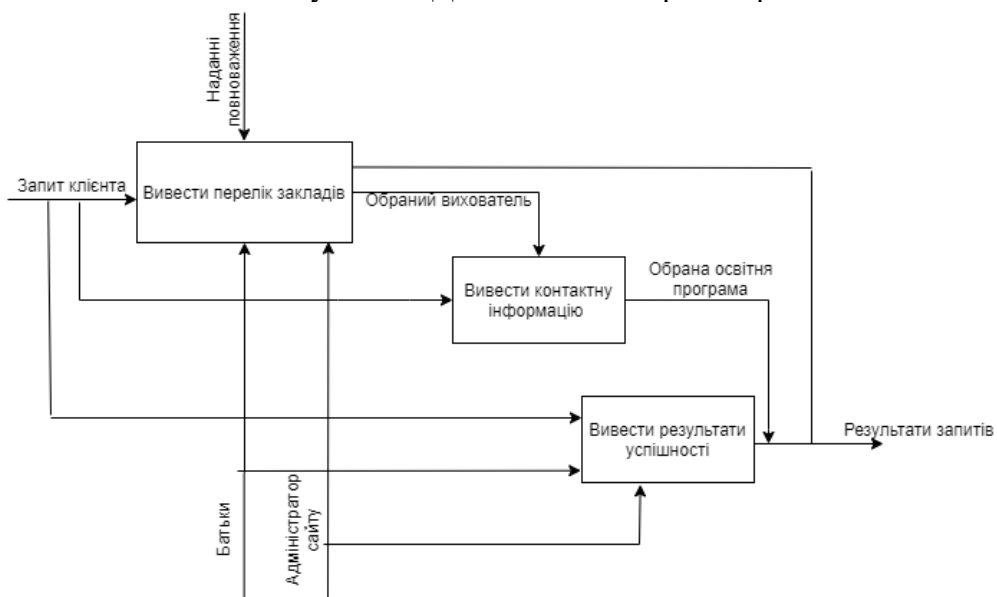 Наданні
повноваження
Запит клієнта
Вивести перелік закладів
Обраний вихователь
Вивести контактну
інформацію
Обрана освітня
програма
Вивести результати
успішності
Результати запитів
Батьки
Адміністратор
сайту